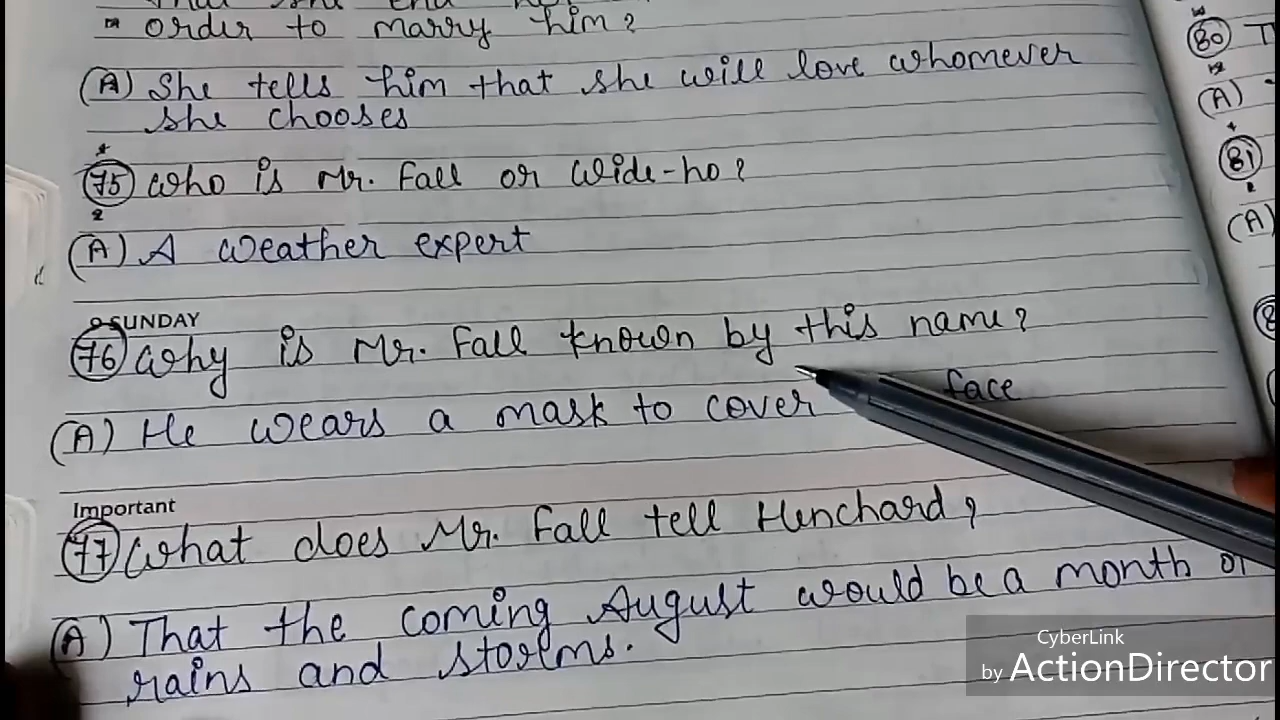 order to marry him?
(A) She tells him that she will love whomever
she chooses
75 Who is Mr. Fall or Wide-ho?
(A) A weather expert
SUNDAY
76 Why is Mr. Fall known by this name?
(A) He wears a mask to cover face
Important
77 What does Mr. Fall tell Henchard?
(A) That the coming August would be a month of
rains and storms.
80
(A)
81
(A)
CyberLink
by ActionDirector